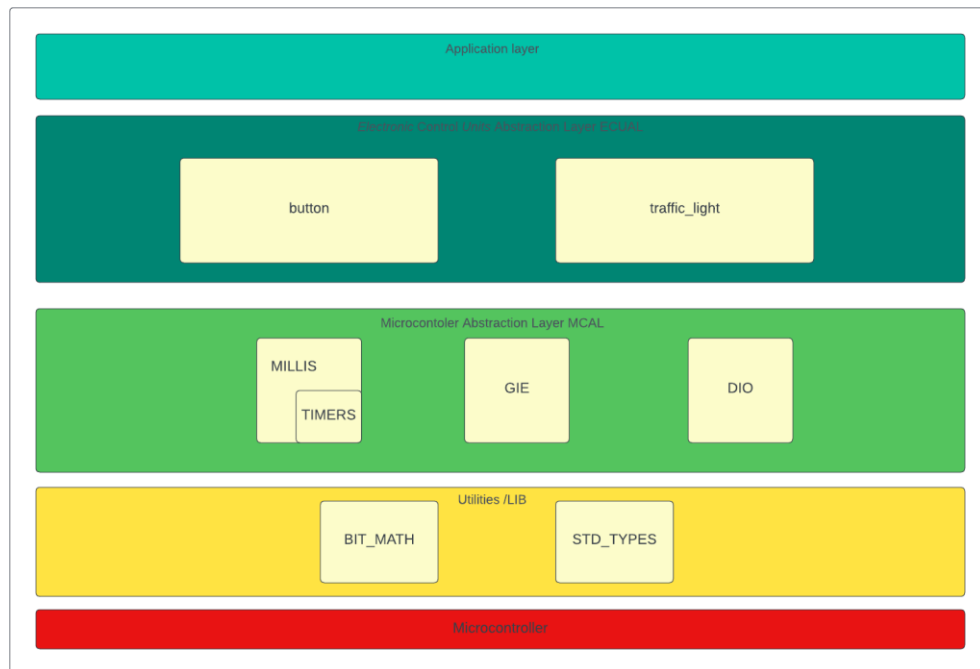 Application layer
Electronic Control Units Abstraction Layer ECUAL
button
traffic_light
Microcontoler Abstraction Layer MCAL
MILLIS
TIMERS
GIE
DIO
Utilities /LIB
BIT_MATH
STD_TYPES
Microcontroller